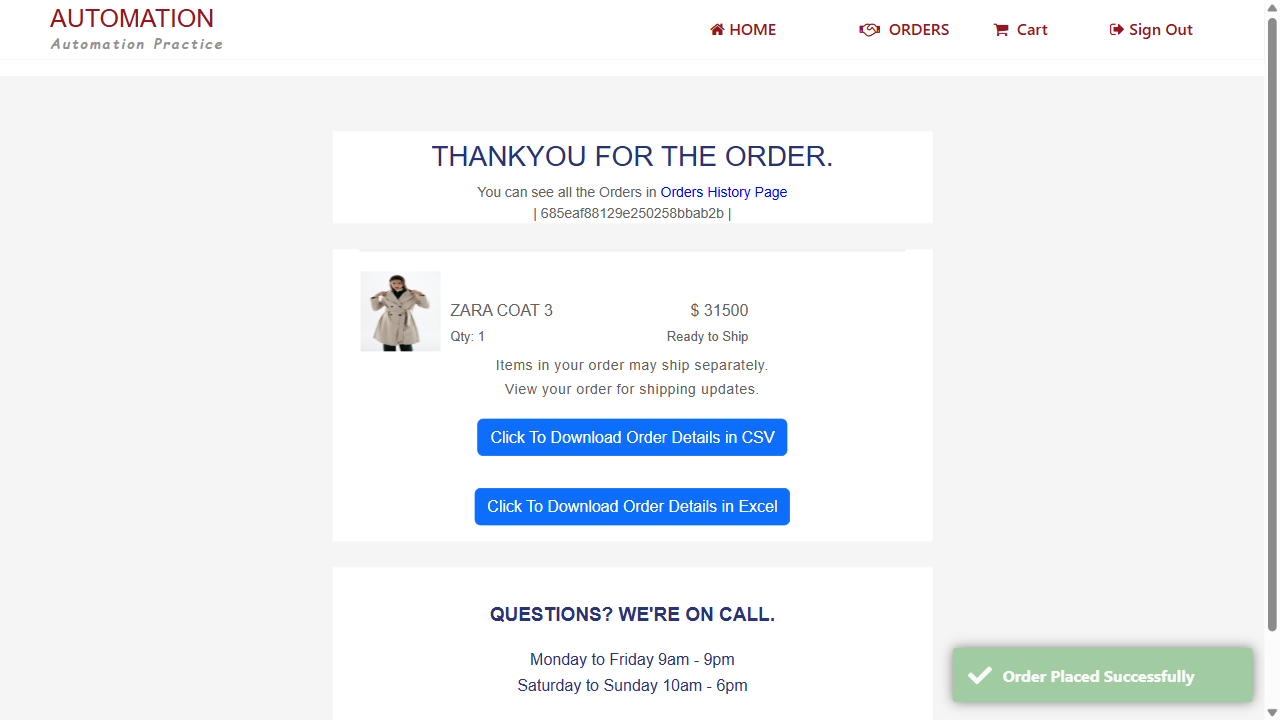 AUTOMATION
Automation Practice
HOME
ORDERS
Cart
Sign Out
THANKYOU FOR THE ORDER.
You can see all the Orders in Orders History Page
| 685eaf88129e250258bbab2b |
ZARA COAT 3
$ 31500
Qty: 1
Ready to Ship
Items in your order may ship separately.
View your order for shipping updates.
Click To Download Order Details in CSV
Click To Download Order Details in Excel
QUESTIONS? WE'RE ON CALL.
Monday to Friday 9am - 9pm
Saturday to Sunday 10am - 6pm
Order Placed Successfully